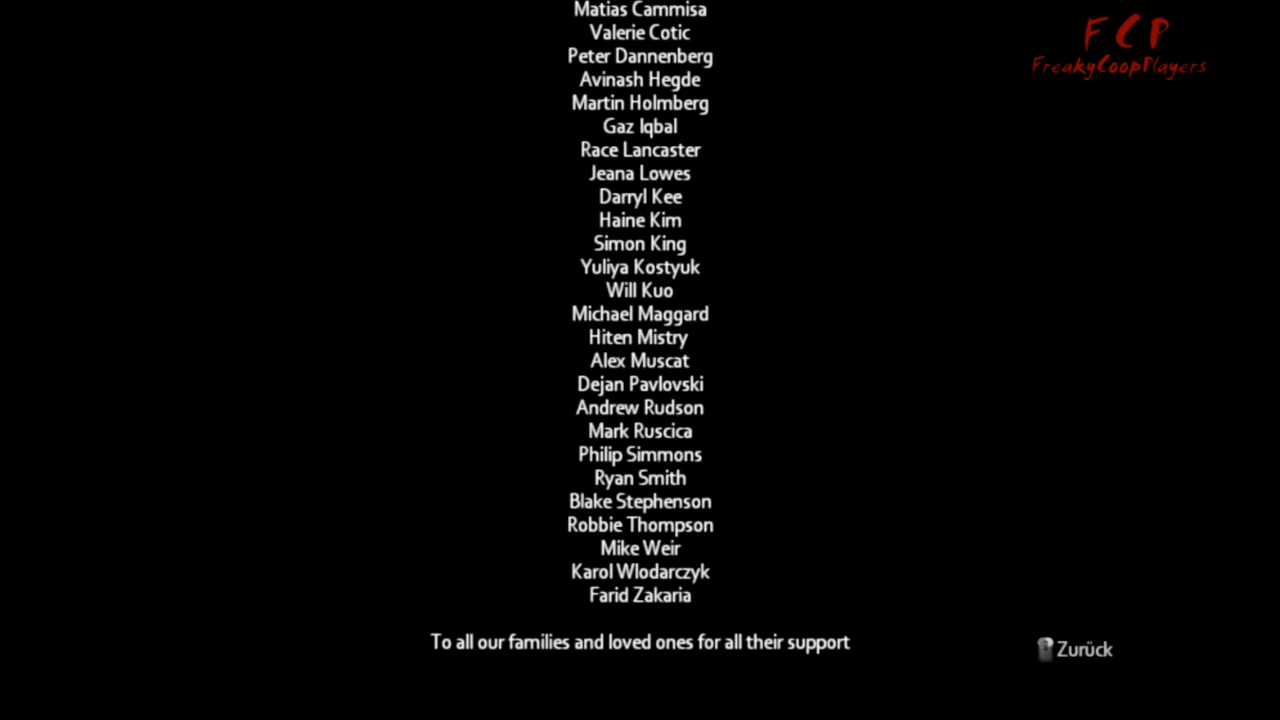 Matias Cammisa
Valerie Cotic
Peter Dannenberg
Avinash Hegde
Martin Holmberg
Gaz Iqbal
Race Lancaster
Jeana Lowes
Darryl Kee
Haine Kim
Simon King
Yuliya Kostyuk
Will Kuo
Michael Maggard
Hiten Mistry
Alex Muscat
Dejan Pavlovski
Andrew Rudson
Mark Ruscica
Philip Simmons
Ryan Smith
Blake Stephenson
Robbie Thompson
Mike Weir
Karol Wlodarczyk
Farid Zakaria
To all our families and loved ones for all their support
FCP
FreakyCoopPlayers
Zurück